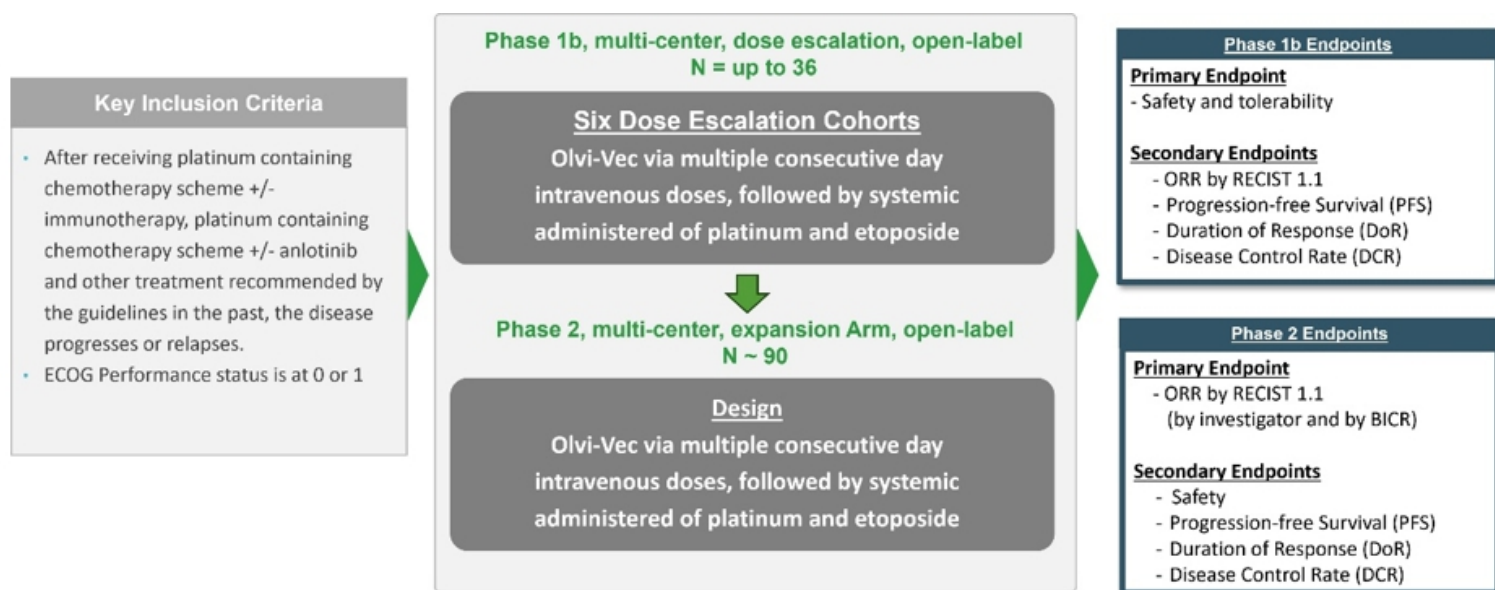 Key Inclusion Criteria
• After receiving platinum containing
chemotherapy scheme +/-
immunotherapy, platinum containing
chemotherapy scheme +/- anlotinib
and other treatment recommended by
the guidelines in the past, the disease
progresses or relapses.
• ECOG Performance status is at 0 or 1
Phase 1b, multi-center, dose escalation, open-label
N = up to 36
Six Dose Escalation Cohorts
Olvi-Vec via multiple consecutive day
intravenous doses, followed by systemic
administered of platinum and etoposide
Phase 2, multi-center, expansion Arm, open-label
N ~ 90
Design
Olvi-Vec via multiple consecutive day
intravenous doses, followed by systemic
administered of platinum and etoposide
Phase 1b Endpoints
Primary Endpoint
- Safety and tolerability
Secondary Endpoints
- ORR by RECIST 1.1
- Progression-free Survival (PFS)
- Duration of Response (DoR)
- Disease Control Rate (DCR)
Phase 2 Endpoints
Primary Endpoint
- ORR by RECIST 1.1
(by investigator and by BICR)
Secondary Endpoints
- Safety
- Progression-free Survival (PFS)
- Duration of Response (DoR)
- Disease Control Rate (DCR)